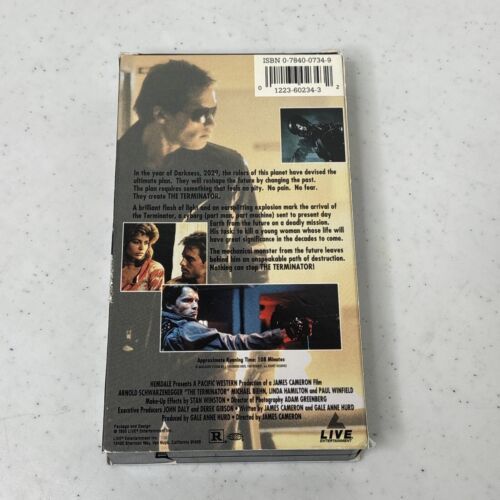 ISBN 0-7840-0734-9
0 1223-60234-3 2
In the year of Darkness, 2029, the rulers of this planet have devised the
ultimate plan. They will reshape the future by changing the past.
The plan requires something that feels no pity. No pain. No fear.
They create THE TERMINATOR.
A brilliant flash of light and an earsplitting explosion mark the arrival of
the Terminator, a cyborg (part man, part machine) sent to present day
Earth from the future on a deadly mission.
His task: to kill a young woman whose life will
have great significance in the decades to come.
The mechanical monster from the future leaves
behind him an unspeakable path of destruction.
Nothing can stop THE TERMINATOR!
Approximate Running Time: 108 Minutes
HEMDALE Presents A PACIFIC WESTERN Production of a JAMES CAMERON Film
ARNOLD SCHWARZENEGGER "THE TERMINATOR" MICHAEL BIEHN, LINDA HAMILTON and PAUL WINFIELD
Make-Up Effects by STAN WINSTON • Director of Photography ADAM GREENBERG
Executive Producers JOHN DALY and DEREK GIBSON • Written by JAMES CAMERON and GALE ANNE HURD
Produced by GALE ANNE HURD • Directed by JAMES CAMERON
Package and Design
LIVE® Entertainment Inc.
R
LIVE
ENTERTAINMENT